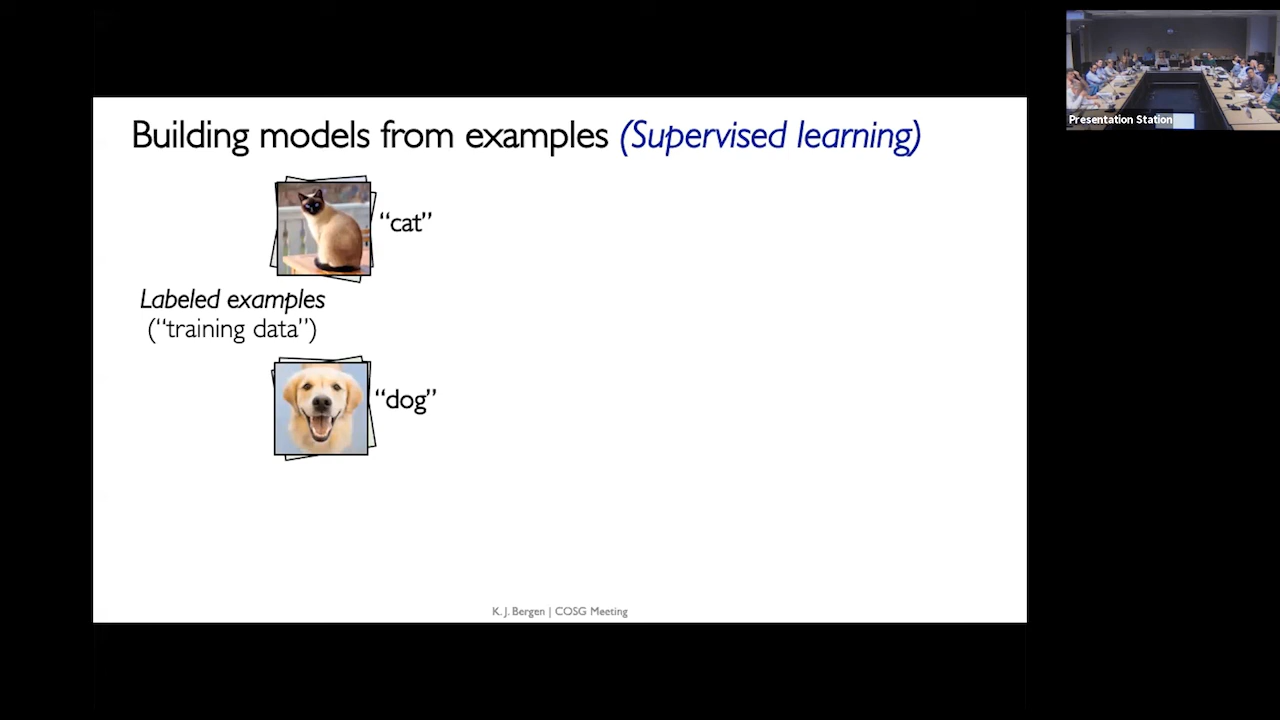 Building models from examples (Supervised learning)
“cat”
Labeled examples
(“training data”)
“dog”
K. J. Bergen | COSG Meeting
Presentation Station